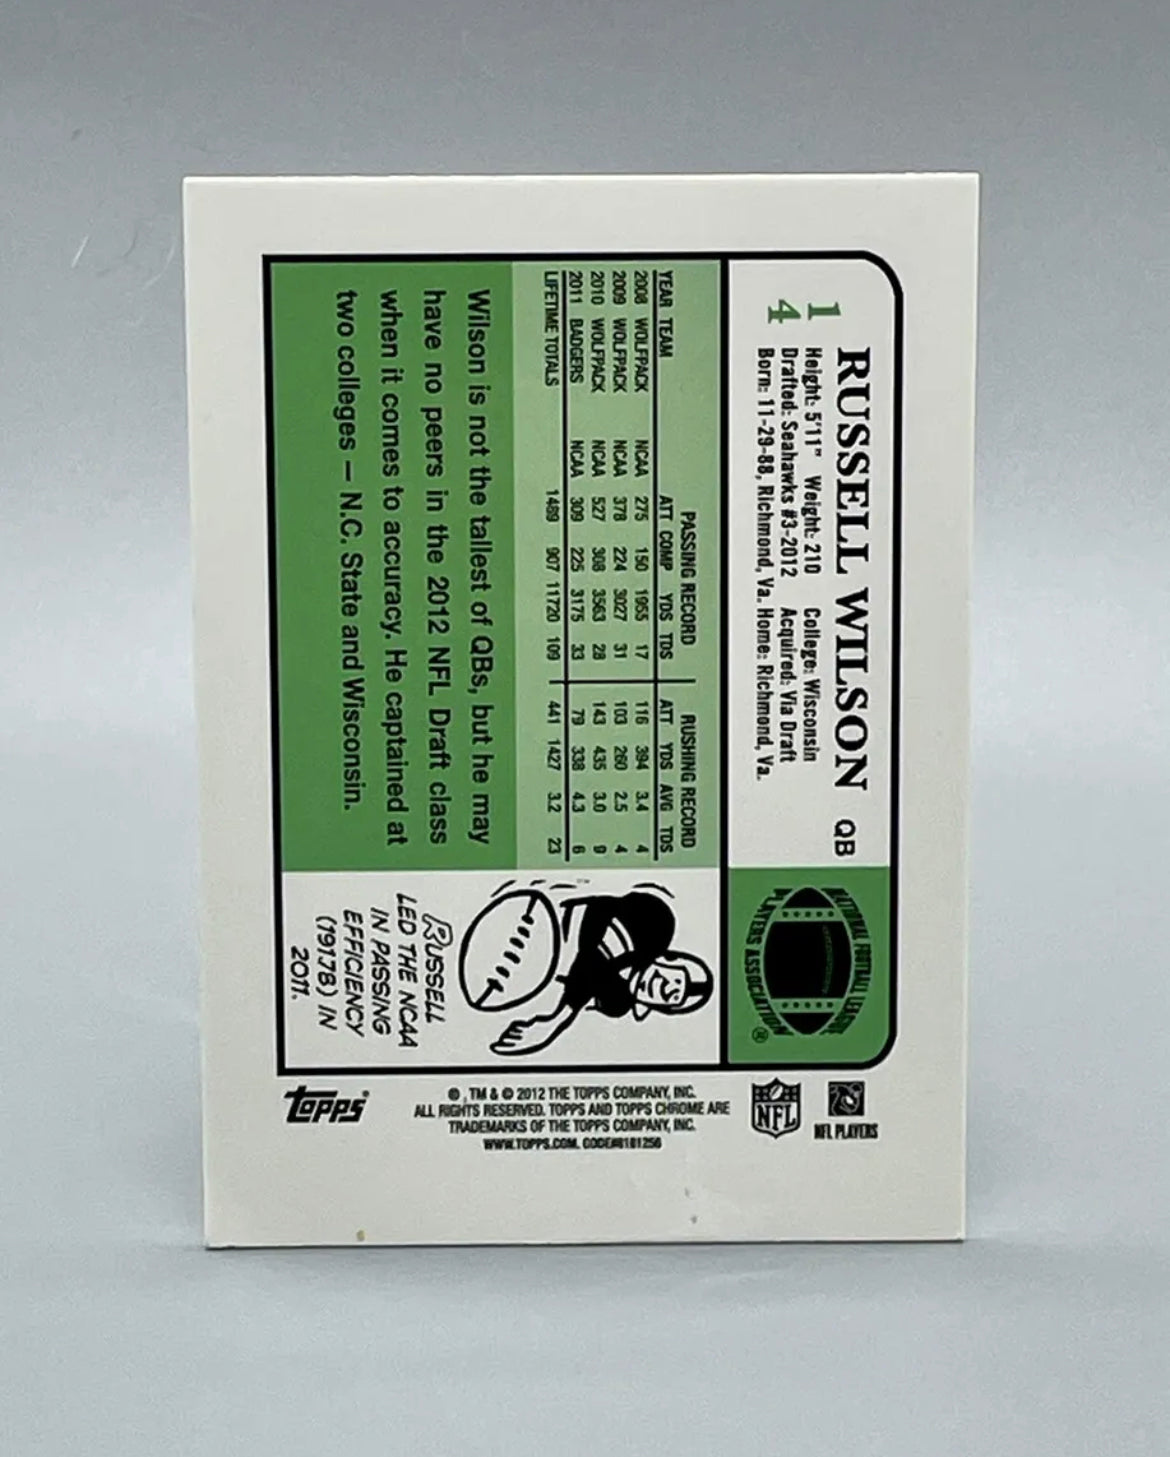 1
4
RUSSELL WILSON QB
Height: 5'11" Weight: 210 College: Wisconsin
Drafted: Seahawks #3-2012 Acquired: Via Draft
Born: 11-29-88, Richmond, Va. Home: Richmond, Va.
NATIONAL FOOTBALL LEAGUE
PLAYERS ASSOCIATION ®
PASSING RECORD RUSHING RECORD
YEAR TEAM ATT COMP YDS TDS ATT YDS AVG TDS
2008 WOLFPACK NCAA 275 150 1955 17 116 394 3.4 4
2009 WOLFPACK NCAA 378 224 3027 31 103 260 2.5 4
2010 WOLFPACK NCAA 527 308 3563 28 143 435 3.0 9
2011 BADGERS NCAA 309 225 3175 33 79 338 4.3 6
LIFETIME TOTALS 1489 907 11720 109 441 1427 3.2 23
Wilson is not the tallest of QBs, but he may
have no peers in the 2012 NFL Draft class
when it comes to accuracy. He captained at
two colleges – N.C. State and Wisconsin.
RUSSELL
LED THE NCAA
IN PASSING
EFFICIENCY
(191.78) IN
2011.
NFL PLAYERS
NFL
®, TM & © 2012 THE TOPPS COMPANY, INC.
ALL RIGHTS RESERVED. TOPPS AND TOPPS CHROME ARE
TRADEMARKS OF THE TOPPS COMPANY, INC.
WWW.TOPPS.COM. CODE#8181256
TOPPS®